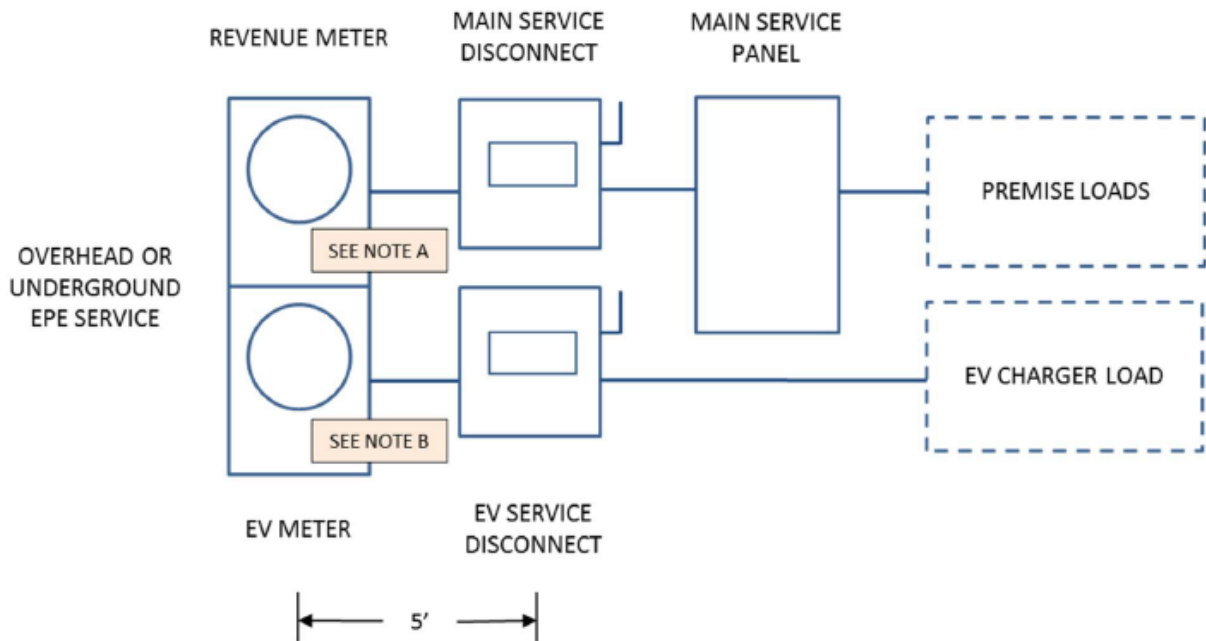 REVENUE METER
MAIN SERVICE
DISCONNECT
MAIN SERVICE
PANEL
PREMISE LOADS
SEE NOTE A
OVERHEAD OR
UNDERGROUND
EPE SERVICE
EV CHARGER LOAD
SEE NOTE B
EV METER
EV SERVICE
DISCONNECT
5’